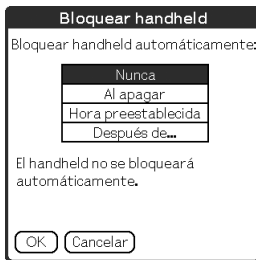 Bloquear handheld
Bloquear handheld automáticamente:
Nunca
Al apagar
Hora preestablecida
Después de...
El handheld no se bloqueará
automáticamente.
OK
Cancelar